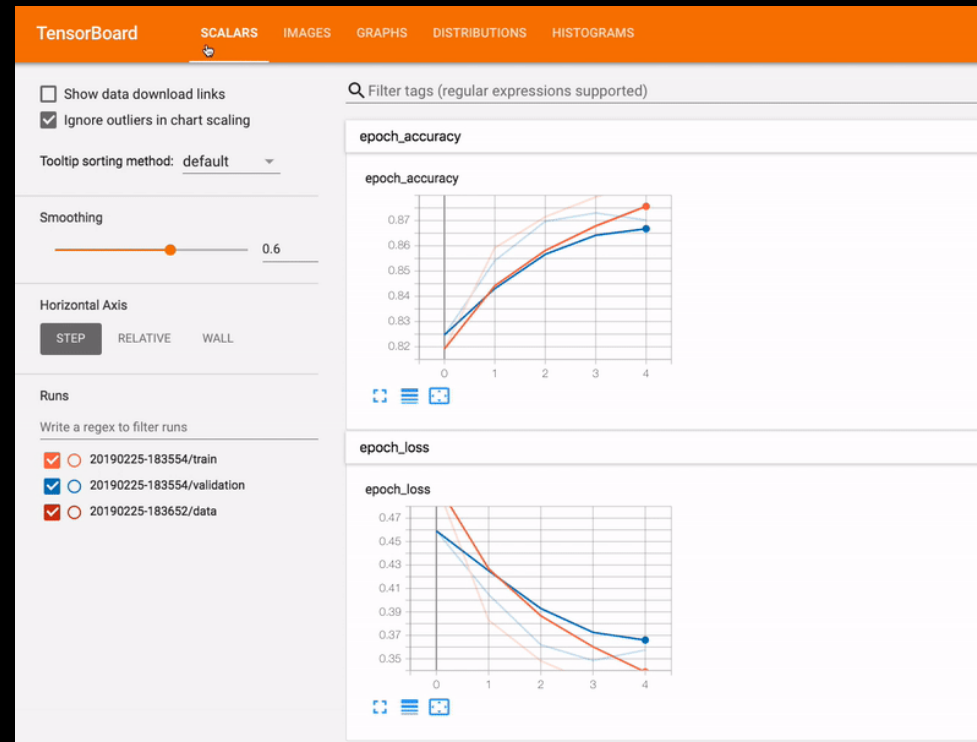 TensorBoard SCALARS IMAGES GRAPHS DISTRIBUTIONS HISTOGRAMS
Show data download links
Ignore outliers in chart scaling
Tooltip sorting method: default
Smoothing
0.6
Horizontal Axis
STEP RELATIVE WALL
Runs
Write a regex to filter runs
20190225-183554/train
20190225-183554/validation
20190225-183652/data
Filter tags (regular expressions supported)
epoch_accuracy
epoch_accuracy
0.87
0.86
0.85
0.84
0.83
0.82
0 1 2 3 4
epoch_loss
epoch_loss
0.47
0.45
0.43
0.41
0.39
0.37
0.35
0 1 2 3 4